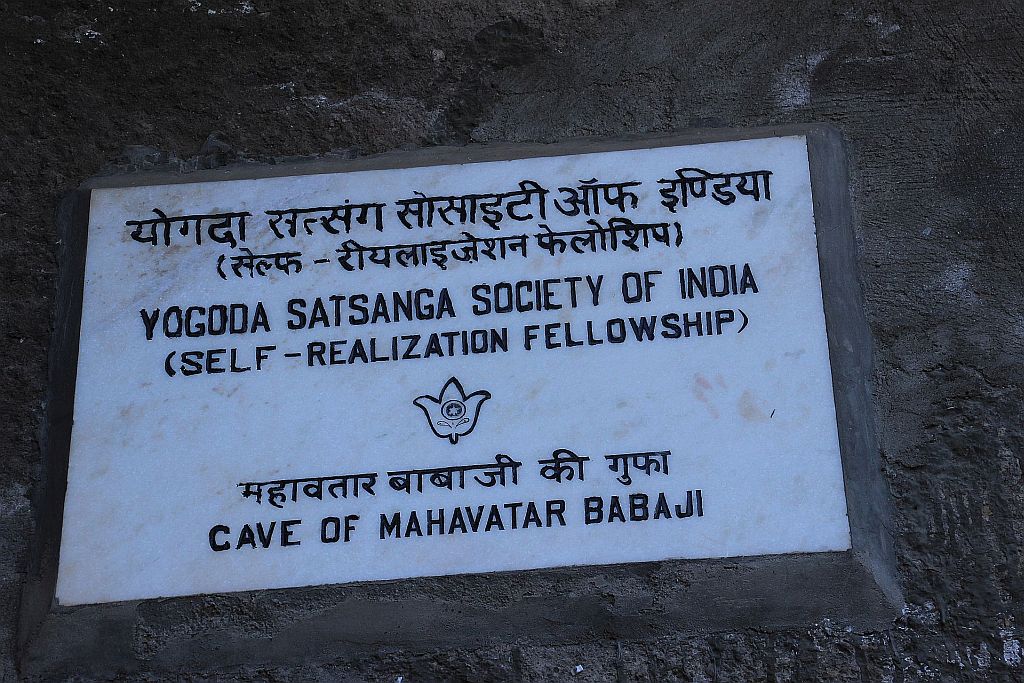 योगदा सत्संग सोसाइटी ऑफ इण्डिया
(सेल्फ - रीयलाइजेशन फेलोशिप)
YOGODA SATSANGA SOCIETY OF INDIA
(SELF - REALIZATION FELLOWSHIP)
महावतार बाबाजी की गुफा
CAVE OF MAHAVATAR BABAJI